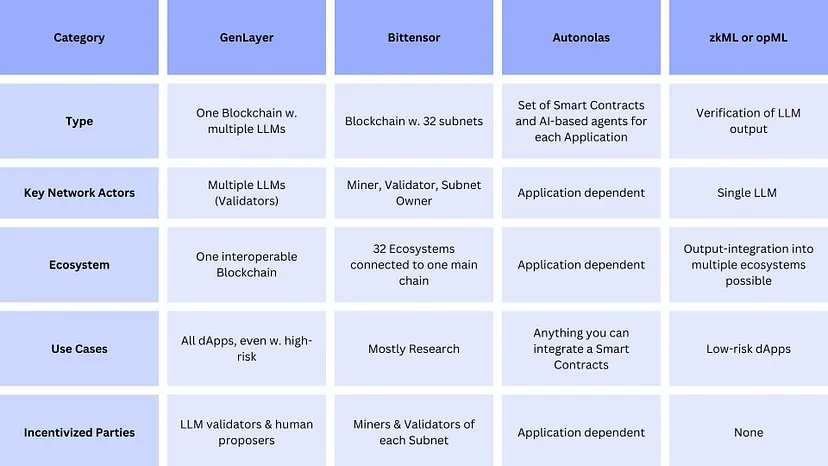 Category
GenLayer
Bittensor
Autonolas
zkML or opML
Type
One Blockchain w.
multiple LLMs
Blockchain w. 32 subnets
Set of Smart Contracts
and AI-based agents for
each Application
Verification of LLM
output
Key Network Actors
Multiple LLMs
(Validators)
Miner, Validator, Subnet
Owner
Application dependent
Single LLM
Ecosystem
One interoperable
Blockchain
32 Ecosystems
connected to one main
chain
Application dependent
Output-integration into
multiple ecosystems
possible
Use Cases
All dApps, even w. high-
risk
Mostly Research
Anything you can
integrate a Smart
Contracts
Low-risk dApps
Incentivized Parties
LLM validators & human
proposers
Miners & Validators of
each Subnet
Application dependent
None